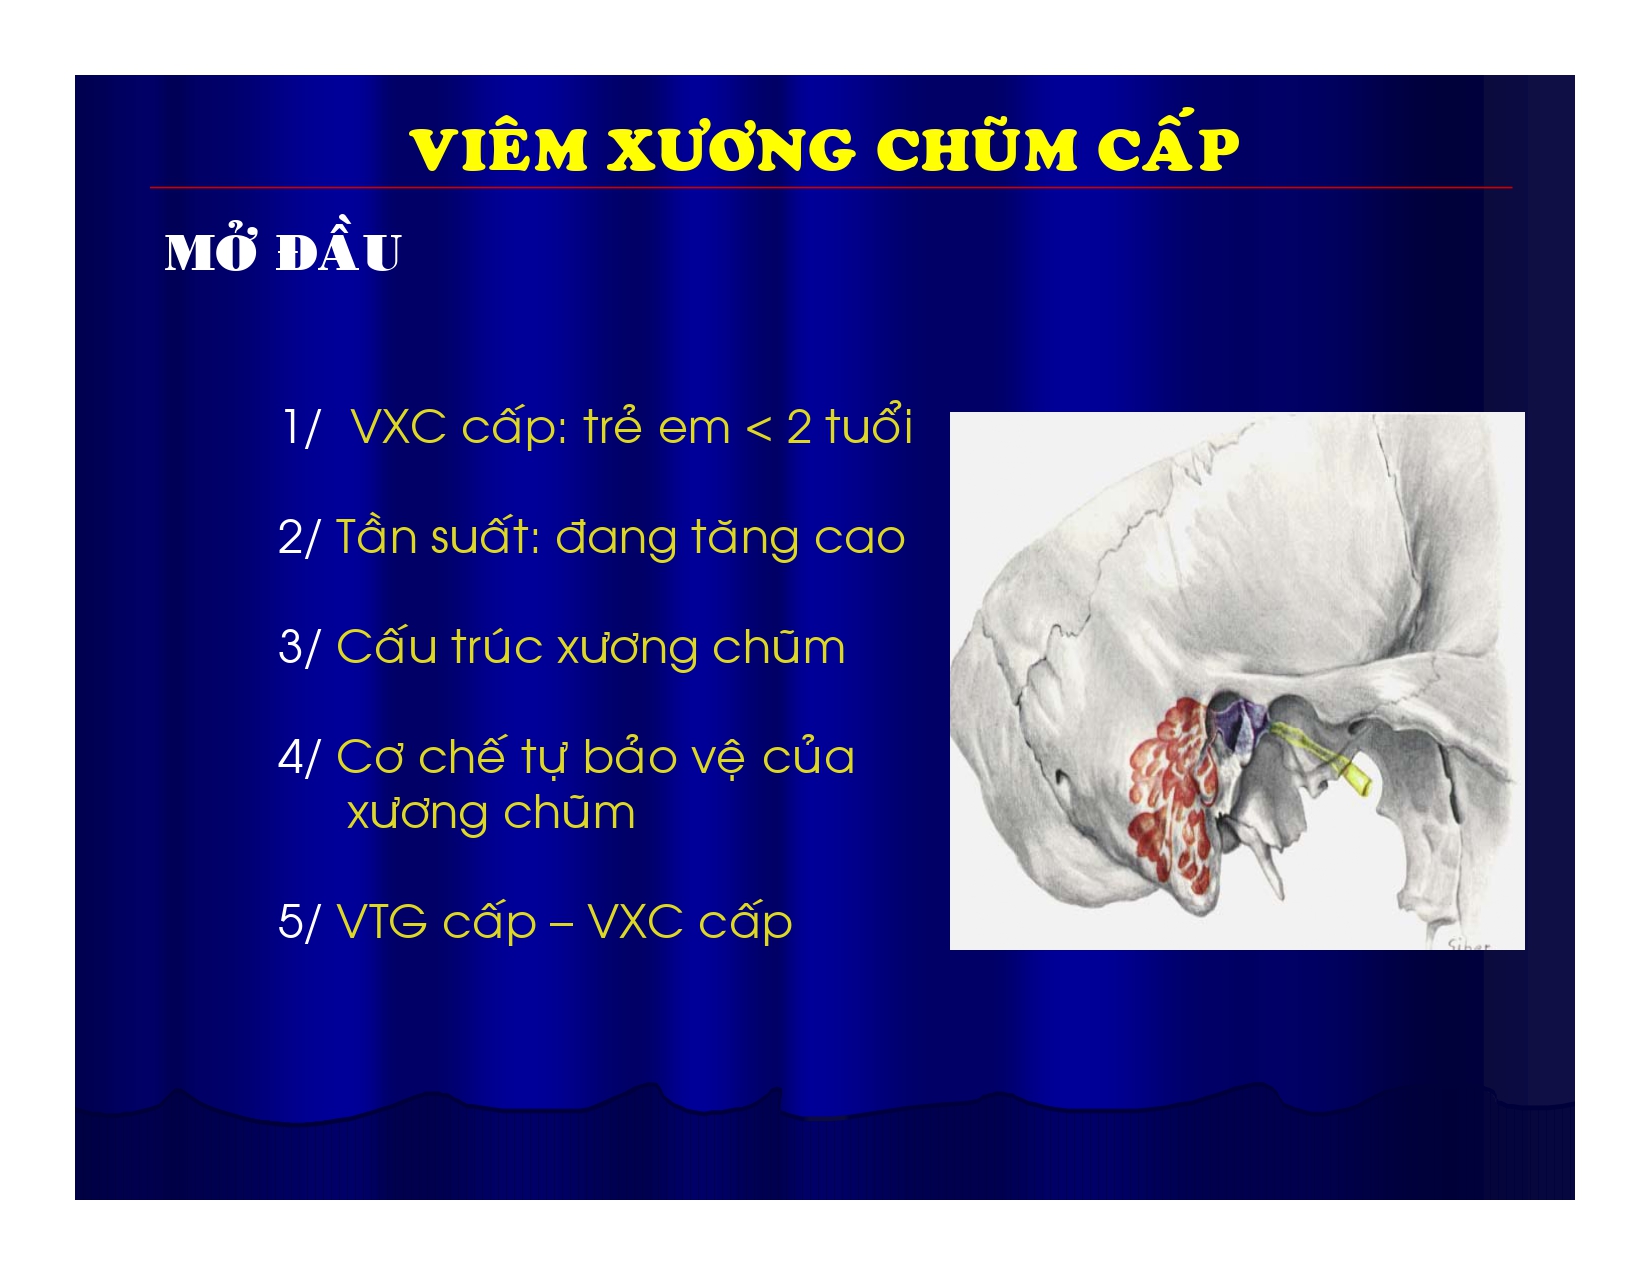 VIÊM XƯƠNG CHŨM CẤP
MỞ ĐẦU
1/ VXC cấp: trẻ em < 2 tuổi
2/ Tần suất: đang tăng cao
3/ Cấu trúc xương chũm
4/ Cơ chế tự bảo vệ của
xương chũm
5/ VTG cấp – VXC cấp